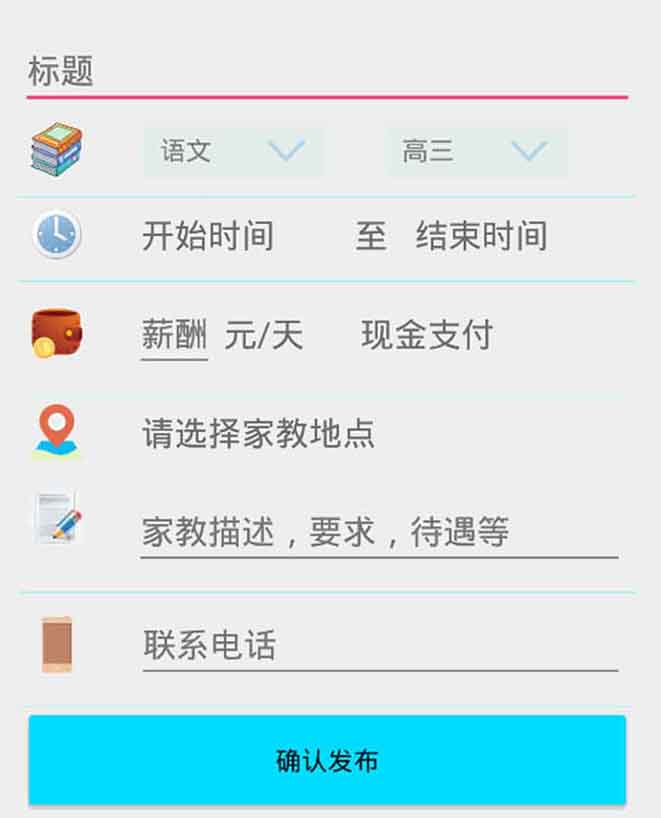 标题
语文 高三
开始时间 至 结束时间
薪酬 元/天 现金支付
请选择家教地点
家教描述，要求，待遇等
联系电话
确认发布